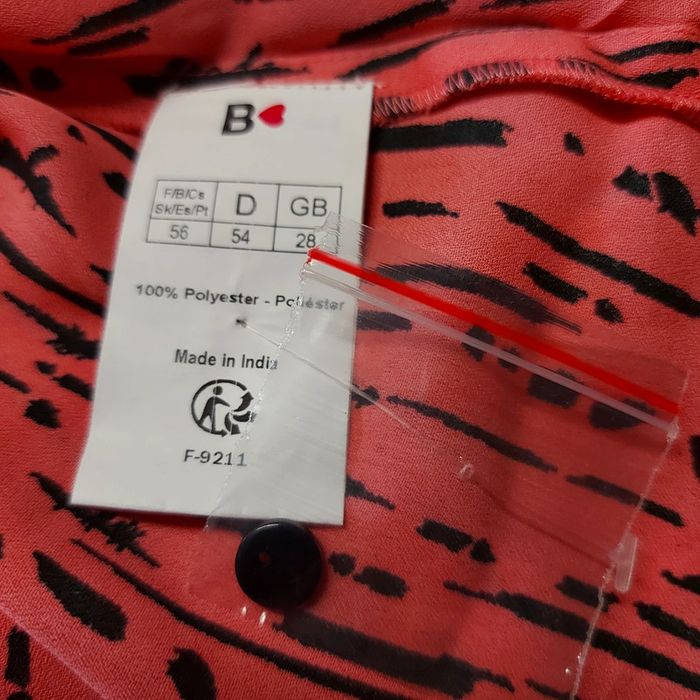 B
F/B/Cs D GB
Sk/Es/Pt
56 54 28
100% Polyester - Poliéster
Made in India
F-9211